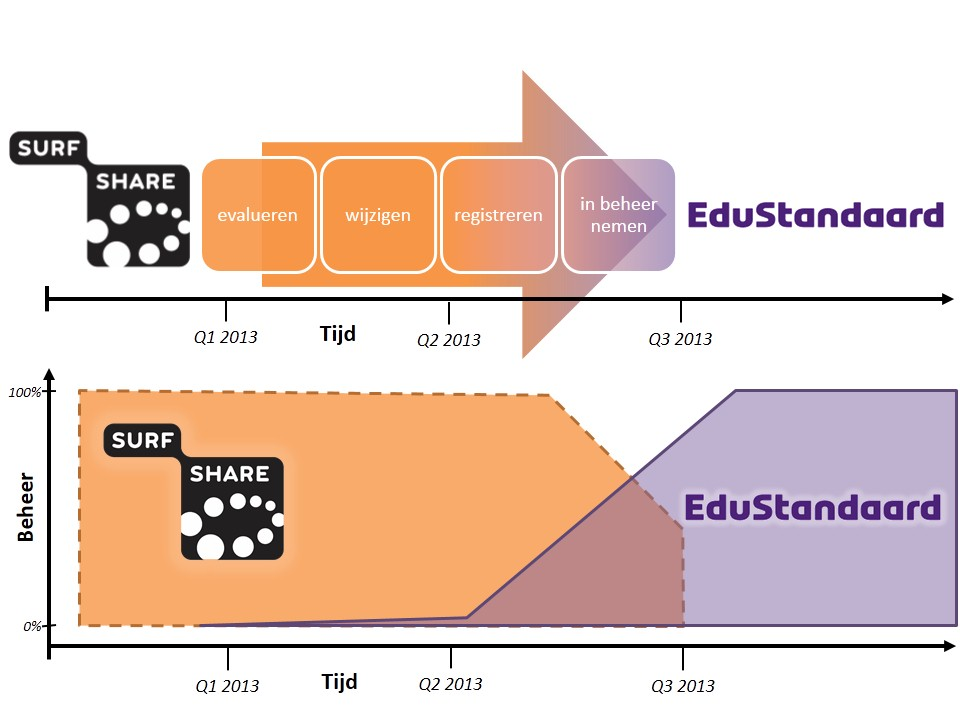 SURF
SHARE
evalueren
wijzigen
registreren
in beheer
nemen
EduStandaard
Q1 2013
Tijd
Q2 2013
Q3 2013
100%
SURF
SHARE
Beheer
EduStandaard
0%
Q1 2013
Tijd
Q2 2013
Q3 2013